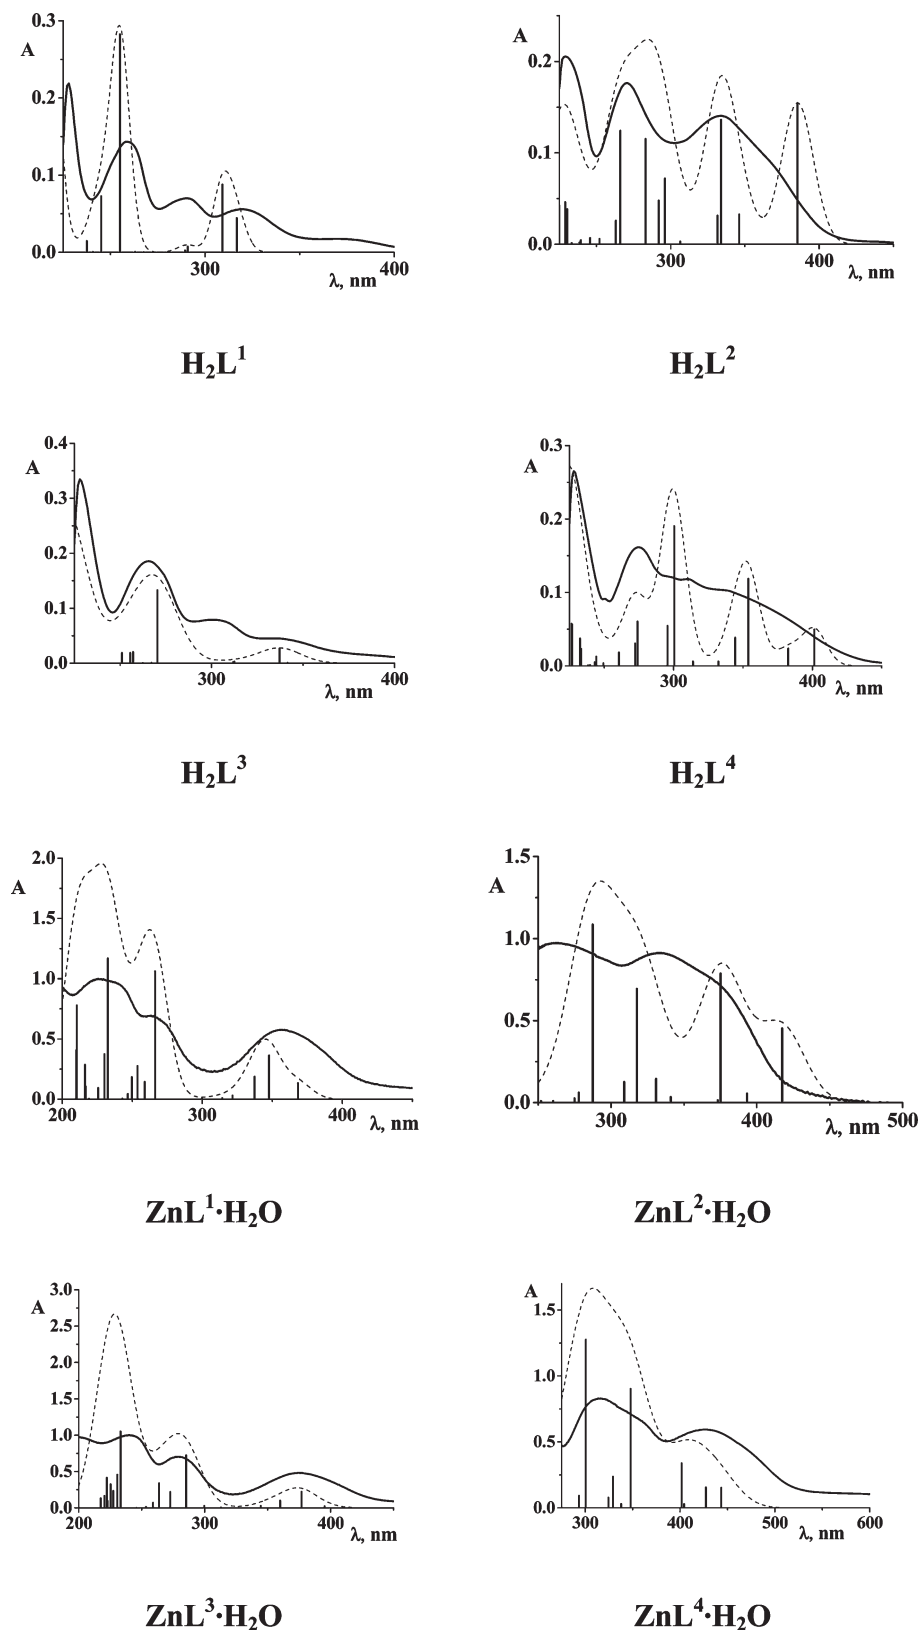 0.3
A
0.2
0.1
0.0
300
400
λ, nm
H₂L¹
A
0.2
0.1
0.0
300
400
λ, nm
H₂L²
0.4
A
0.3
0.2
0.1
0.0
300
400
λ, nm
H₂L³
0.3
A
0.2
0.1
0.0
300
400
λ, nm
H₂L⁴
2.0
A
1.5
1.0
0.5
0.0
200
300
400
λ, nm
ZnL¹·H₂O
1.5
A
1.0
0.5
0.0
300
400
500
λ, nm
ZnL²·H₂O
3.0
A
2.5
2.0
1.5
1.0
0.5
0.0
200
300
400
λ, nm
ZnL³·H₂O
A
1.5
1.0
0.5
0.0
300
400
500
600
λ, nm
ZnL⁴·H₂O